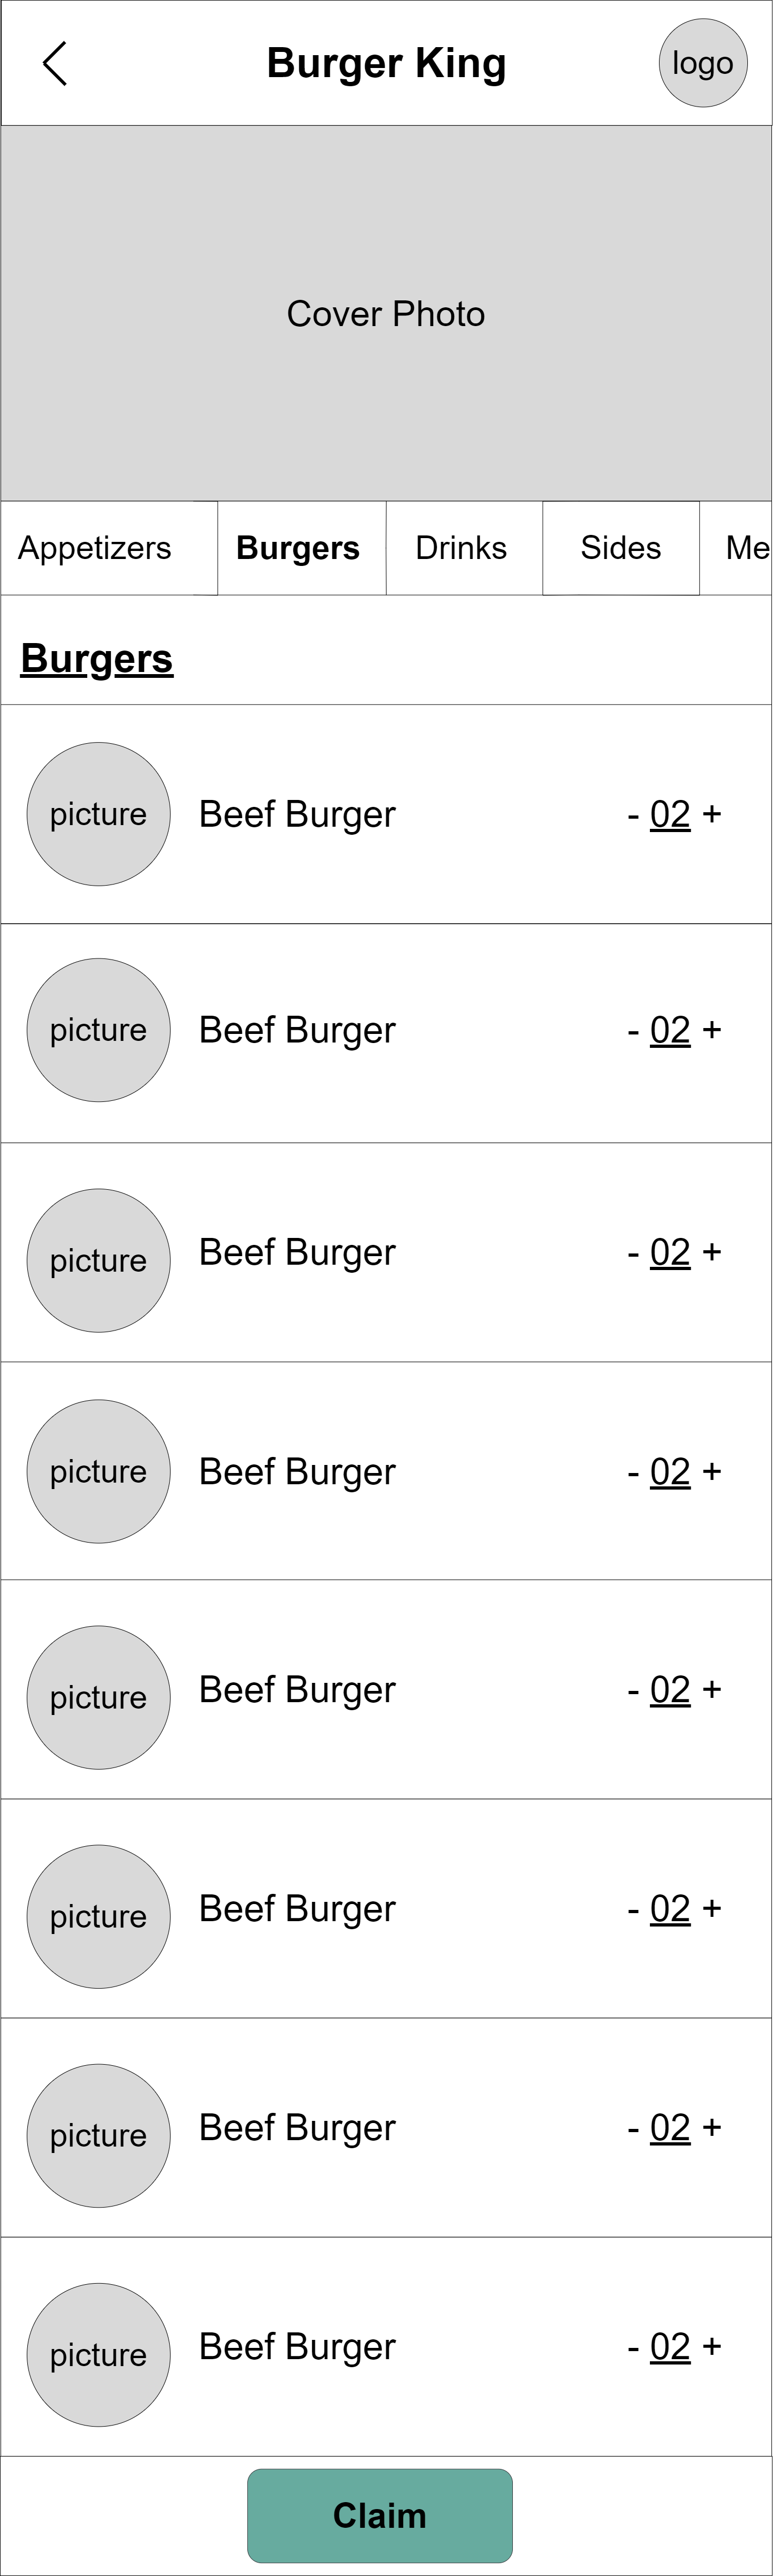 Burger King
logo
Cover Photo
Appetizers Burgers Drinks Sides Me
Burgers
picture Beef Burger - 02 +
picture Beef Burger - 02 +
picture Beef Burger - 02 +
picture Beef Burger - 02 +
picture Beef Burger - 02 +
picture Beef Burger - 02 +
picture Beef Burger - 02 +
picture Beef Burger - 02 +
Claim